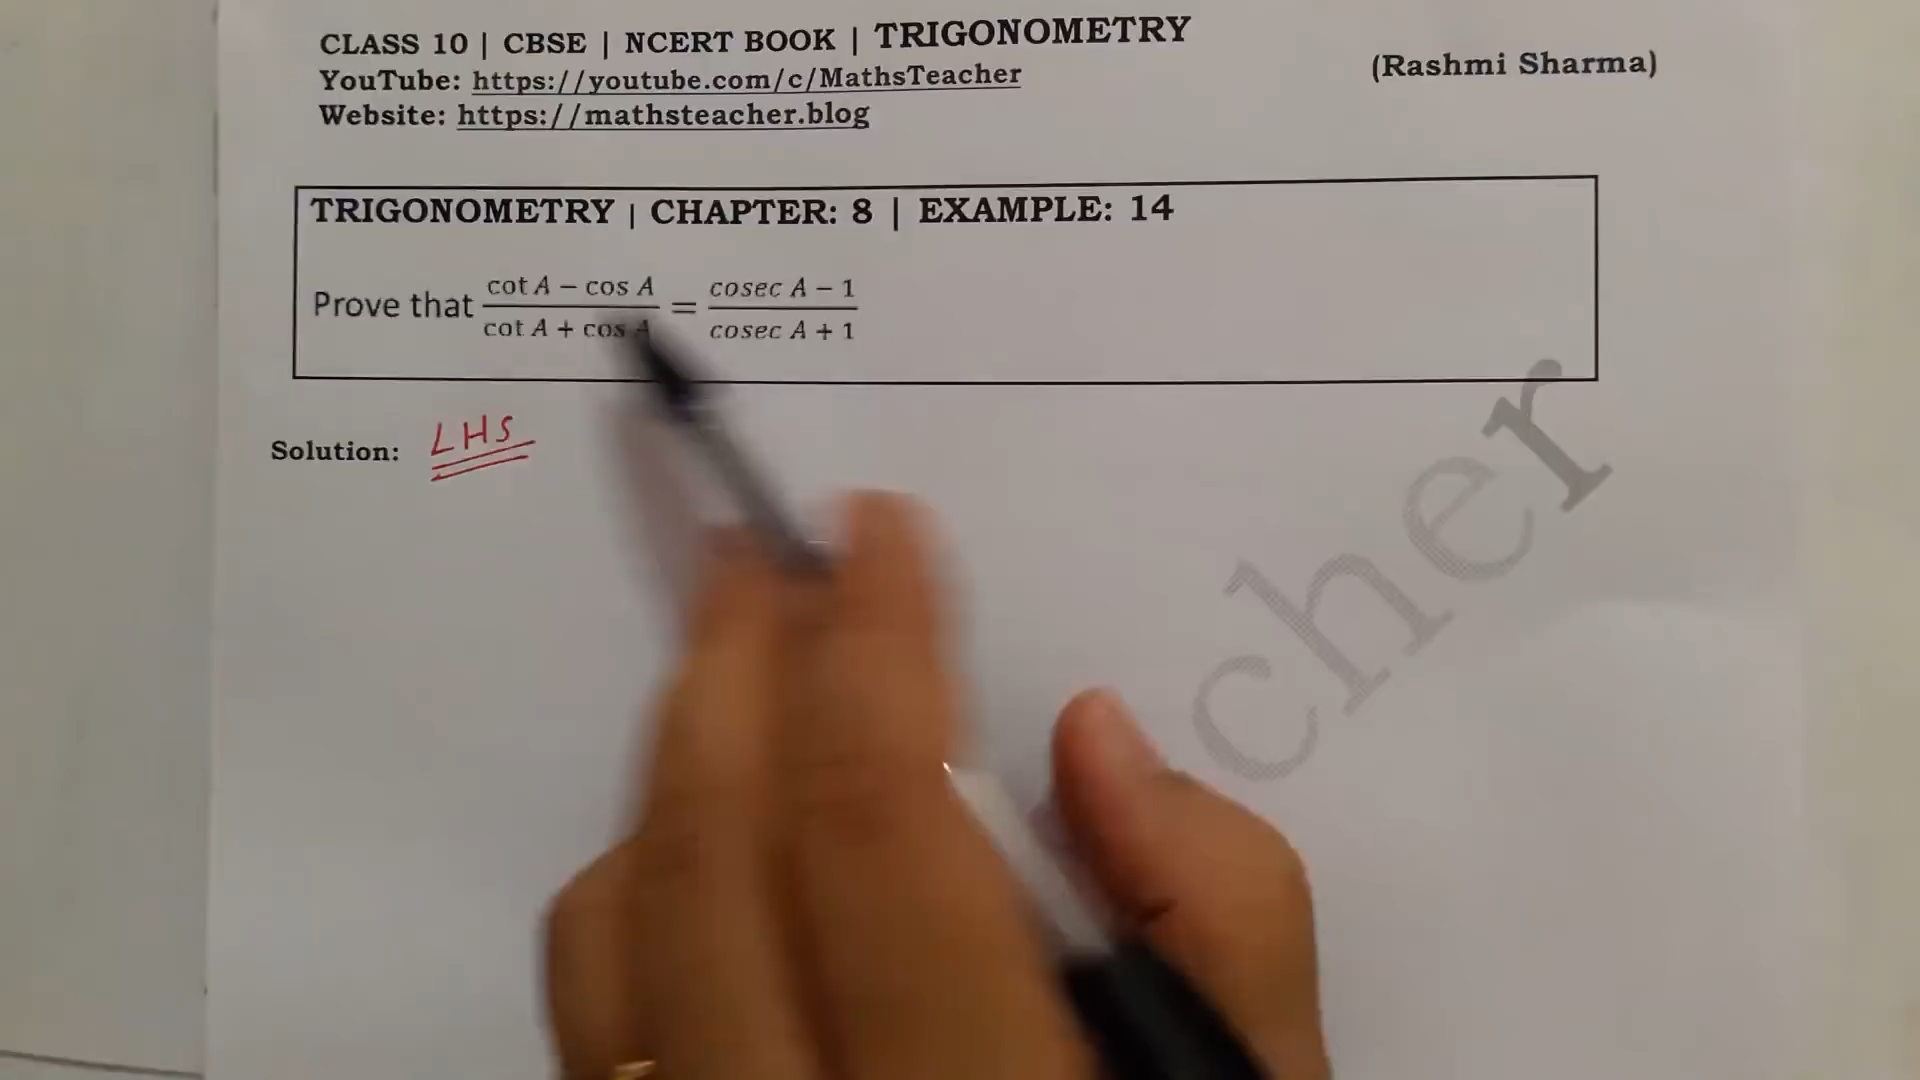 CLASS 10 | CBSE | NCERT BOOK | TRIGONOMETRY
YouTube: https://youtube.com/c/MathsTeacher
(Rashmi Sharma)
Website: https://mathsteacher.blog
TRIGONOMETRY | CHAPTER: 8 | EXAMPLE: 14
Prove that (cot A − cos A)/(cot A + cos A) = (cosec A − 1)/(cosec A + 1)
Solution: LHS
cher